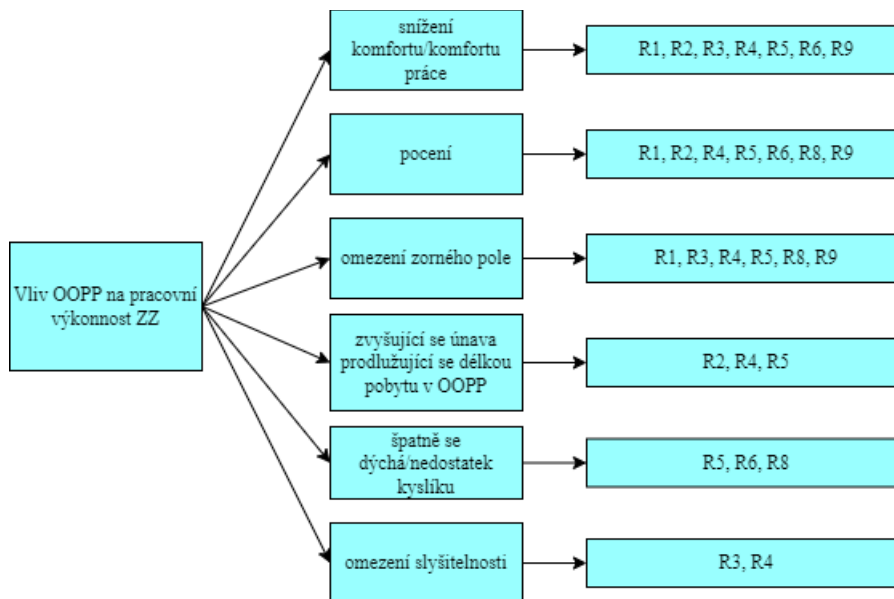 snížení
komfortu/komfortu
práce
R1, R2, R3, R4, R5, R6, R9
pocení
R1, R2, R4, R5, R6, R8, R9
omezení zorného pole
R1, R3, R4, R5, R8, R9
Vliv OOPP na pracovní
výkonnost ZZ
zvyšující se únava
prodlužující se délkou
pobytu v OOPP
R2, R4, R5
špatně se
dýchá/nedostatek
kyslíku
R5, R6, R8
omezení slyšitelnosti
R3, R4